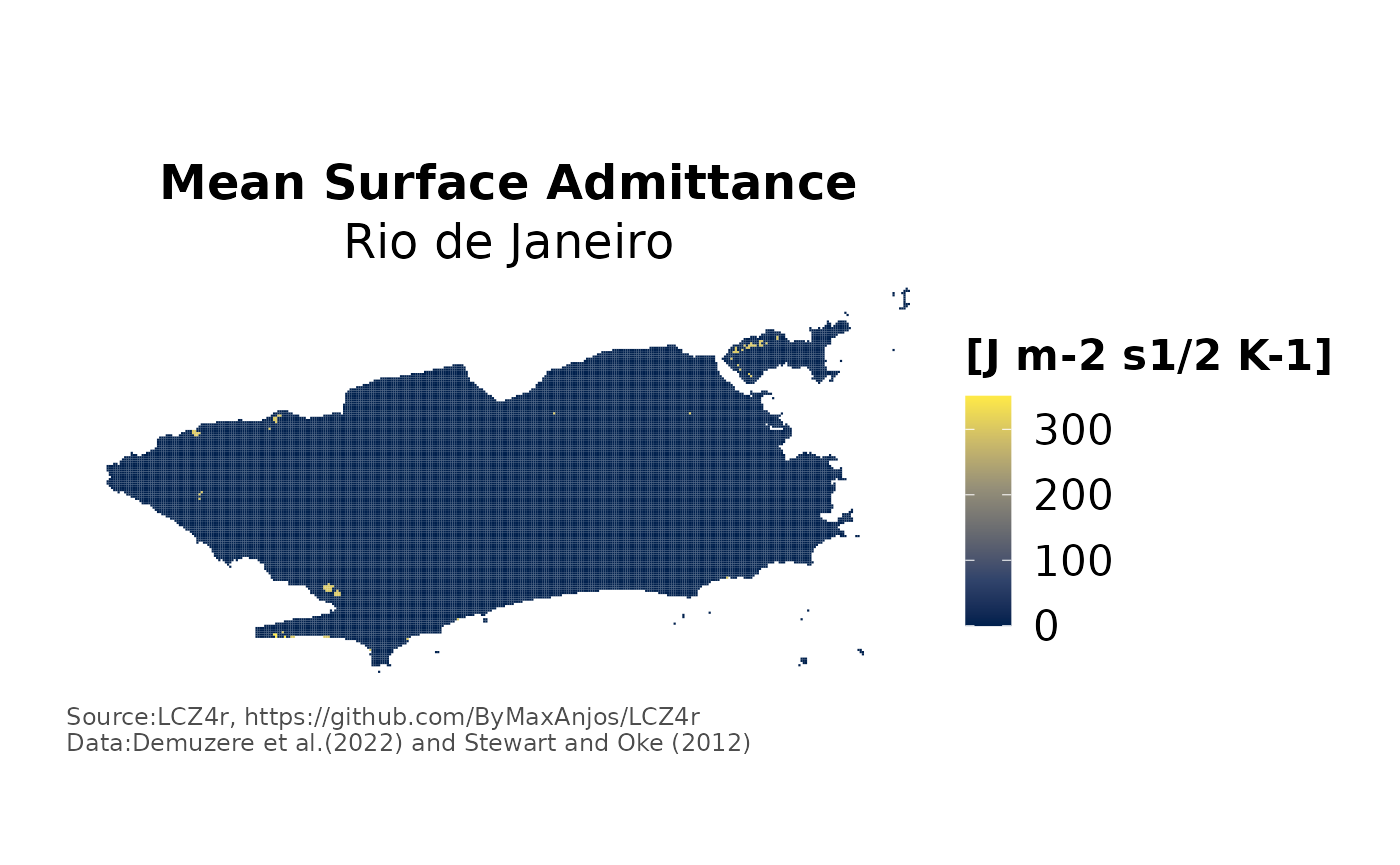 Mean Surface Admittance
Rio de Janeiro
[J m-2 s1/2 K-1]
300
200
100
0
Source:LCZ4r, https://github.com/ByMaxAnjos/LCZ4r
Data:Demuzere et al.(2022) and Stewart and Oke (2012)